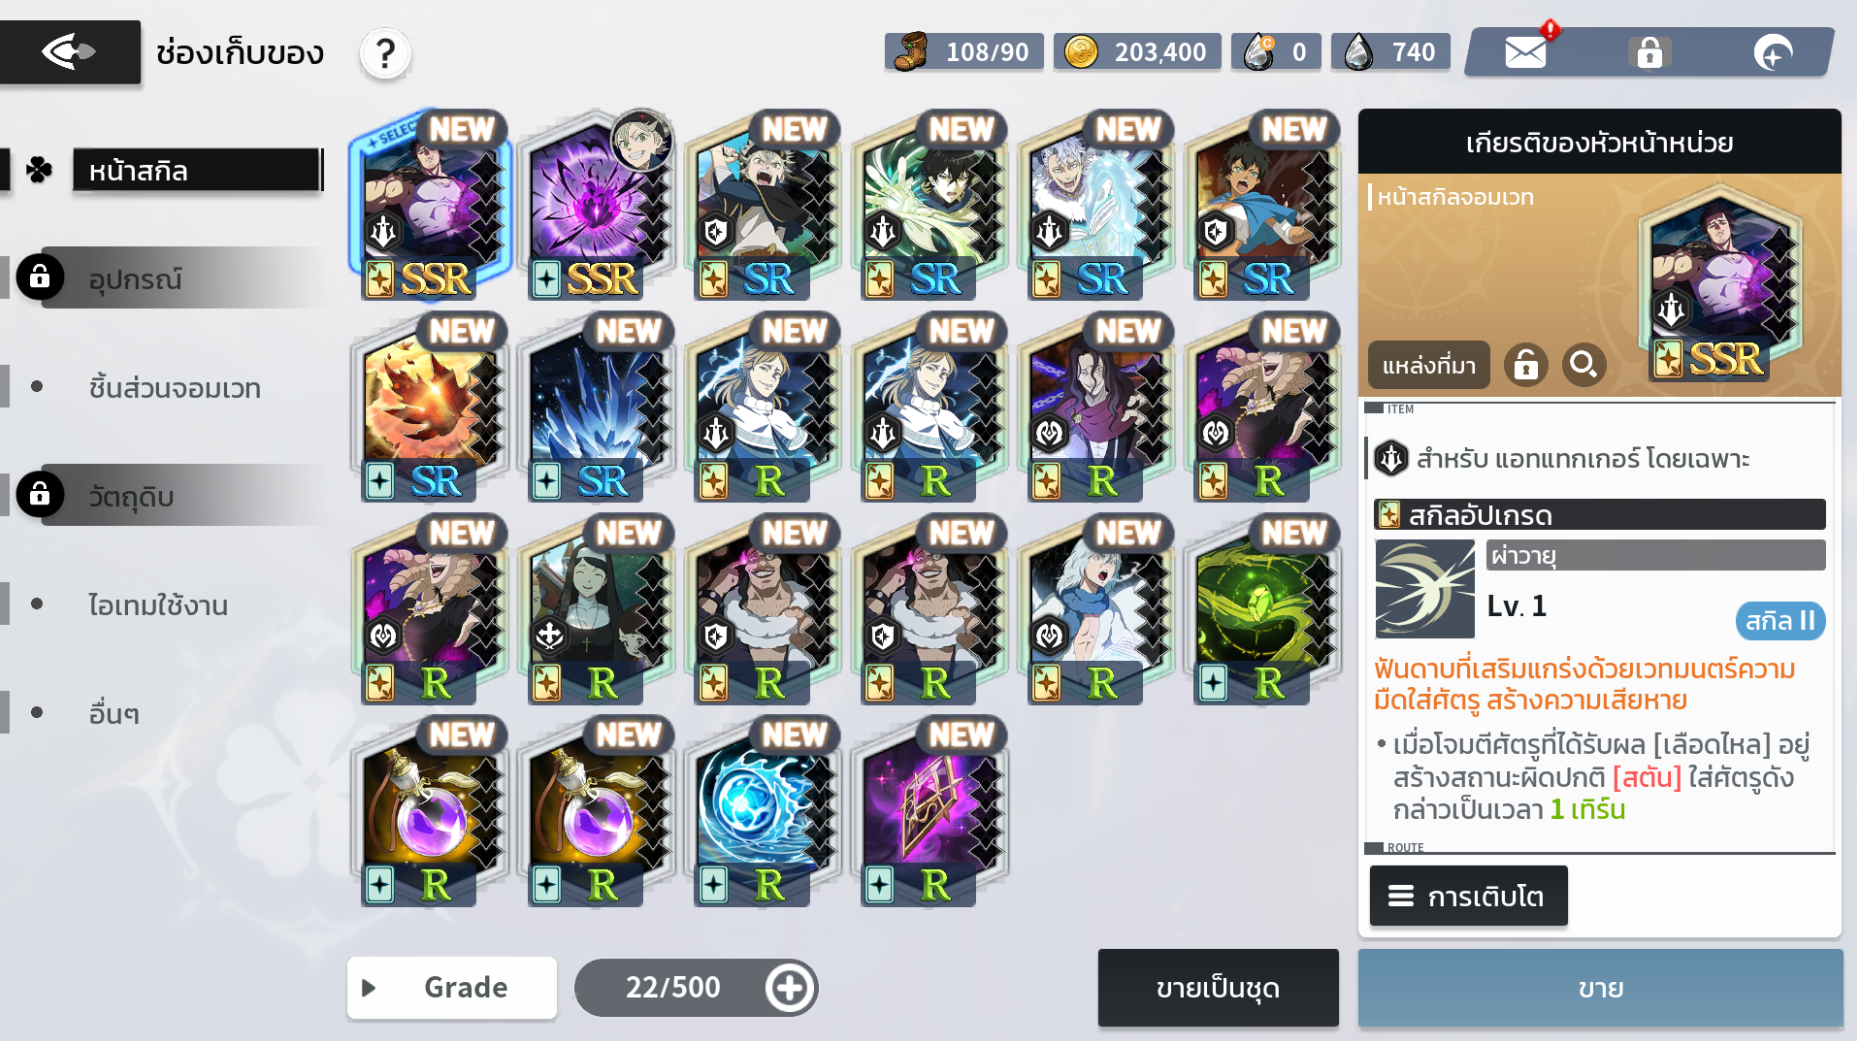 ช่องเก็บของ
?
108/90
203,400
0
740
หน้าสกิล
อุปกรณ์
ชิ้นส่วนจอมเวท
วัตถุดิบ
ไอเทมใช้งาน
อื่นๆ
SELEC NEW NEW NEW NEW NEW
SSR SSR SR SR SR SR
NEW NEW NEW NEW NEW NEW
SR SR R R R R
NEW NEW NEW NEW NEW NEW
R R R R R R
NEW NEW NEW NEW
R R R R
Grade
22/500
ขายเป็นชุด
เกียรติของหัวหน้าหน่วย
หน้าสกิลจอมเวท
แหล่งที่มา
SSR
ITEM
สำหรับ แอทแทกเกอร์ โดยเฉพาะ
สกิลอัปเกรด
ผ่าวายุ
Lv. 1
สกิล II
ฟันดาบที่เสริมแกร่งด้วยเวทมนตร์ความ
มืดใส่ศัตรู สร้างความเสียหาย
• เมื่อโจมตีศัตรูที่ได้รับผล [เลือดไหล] อยู่
สร้างสถานะผิดปกติ [สตัน] ใส่ศัตรูดัง
กล่าวเป็นเวลา 1 เทิร์น
ROUTE
การเติบโต
ขาย